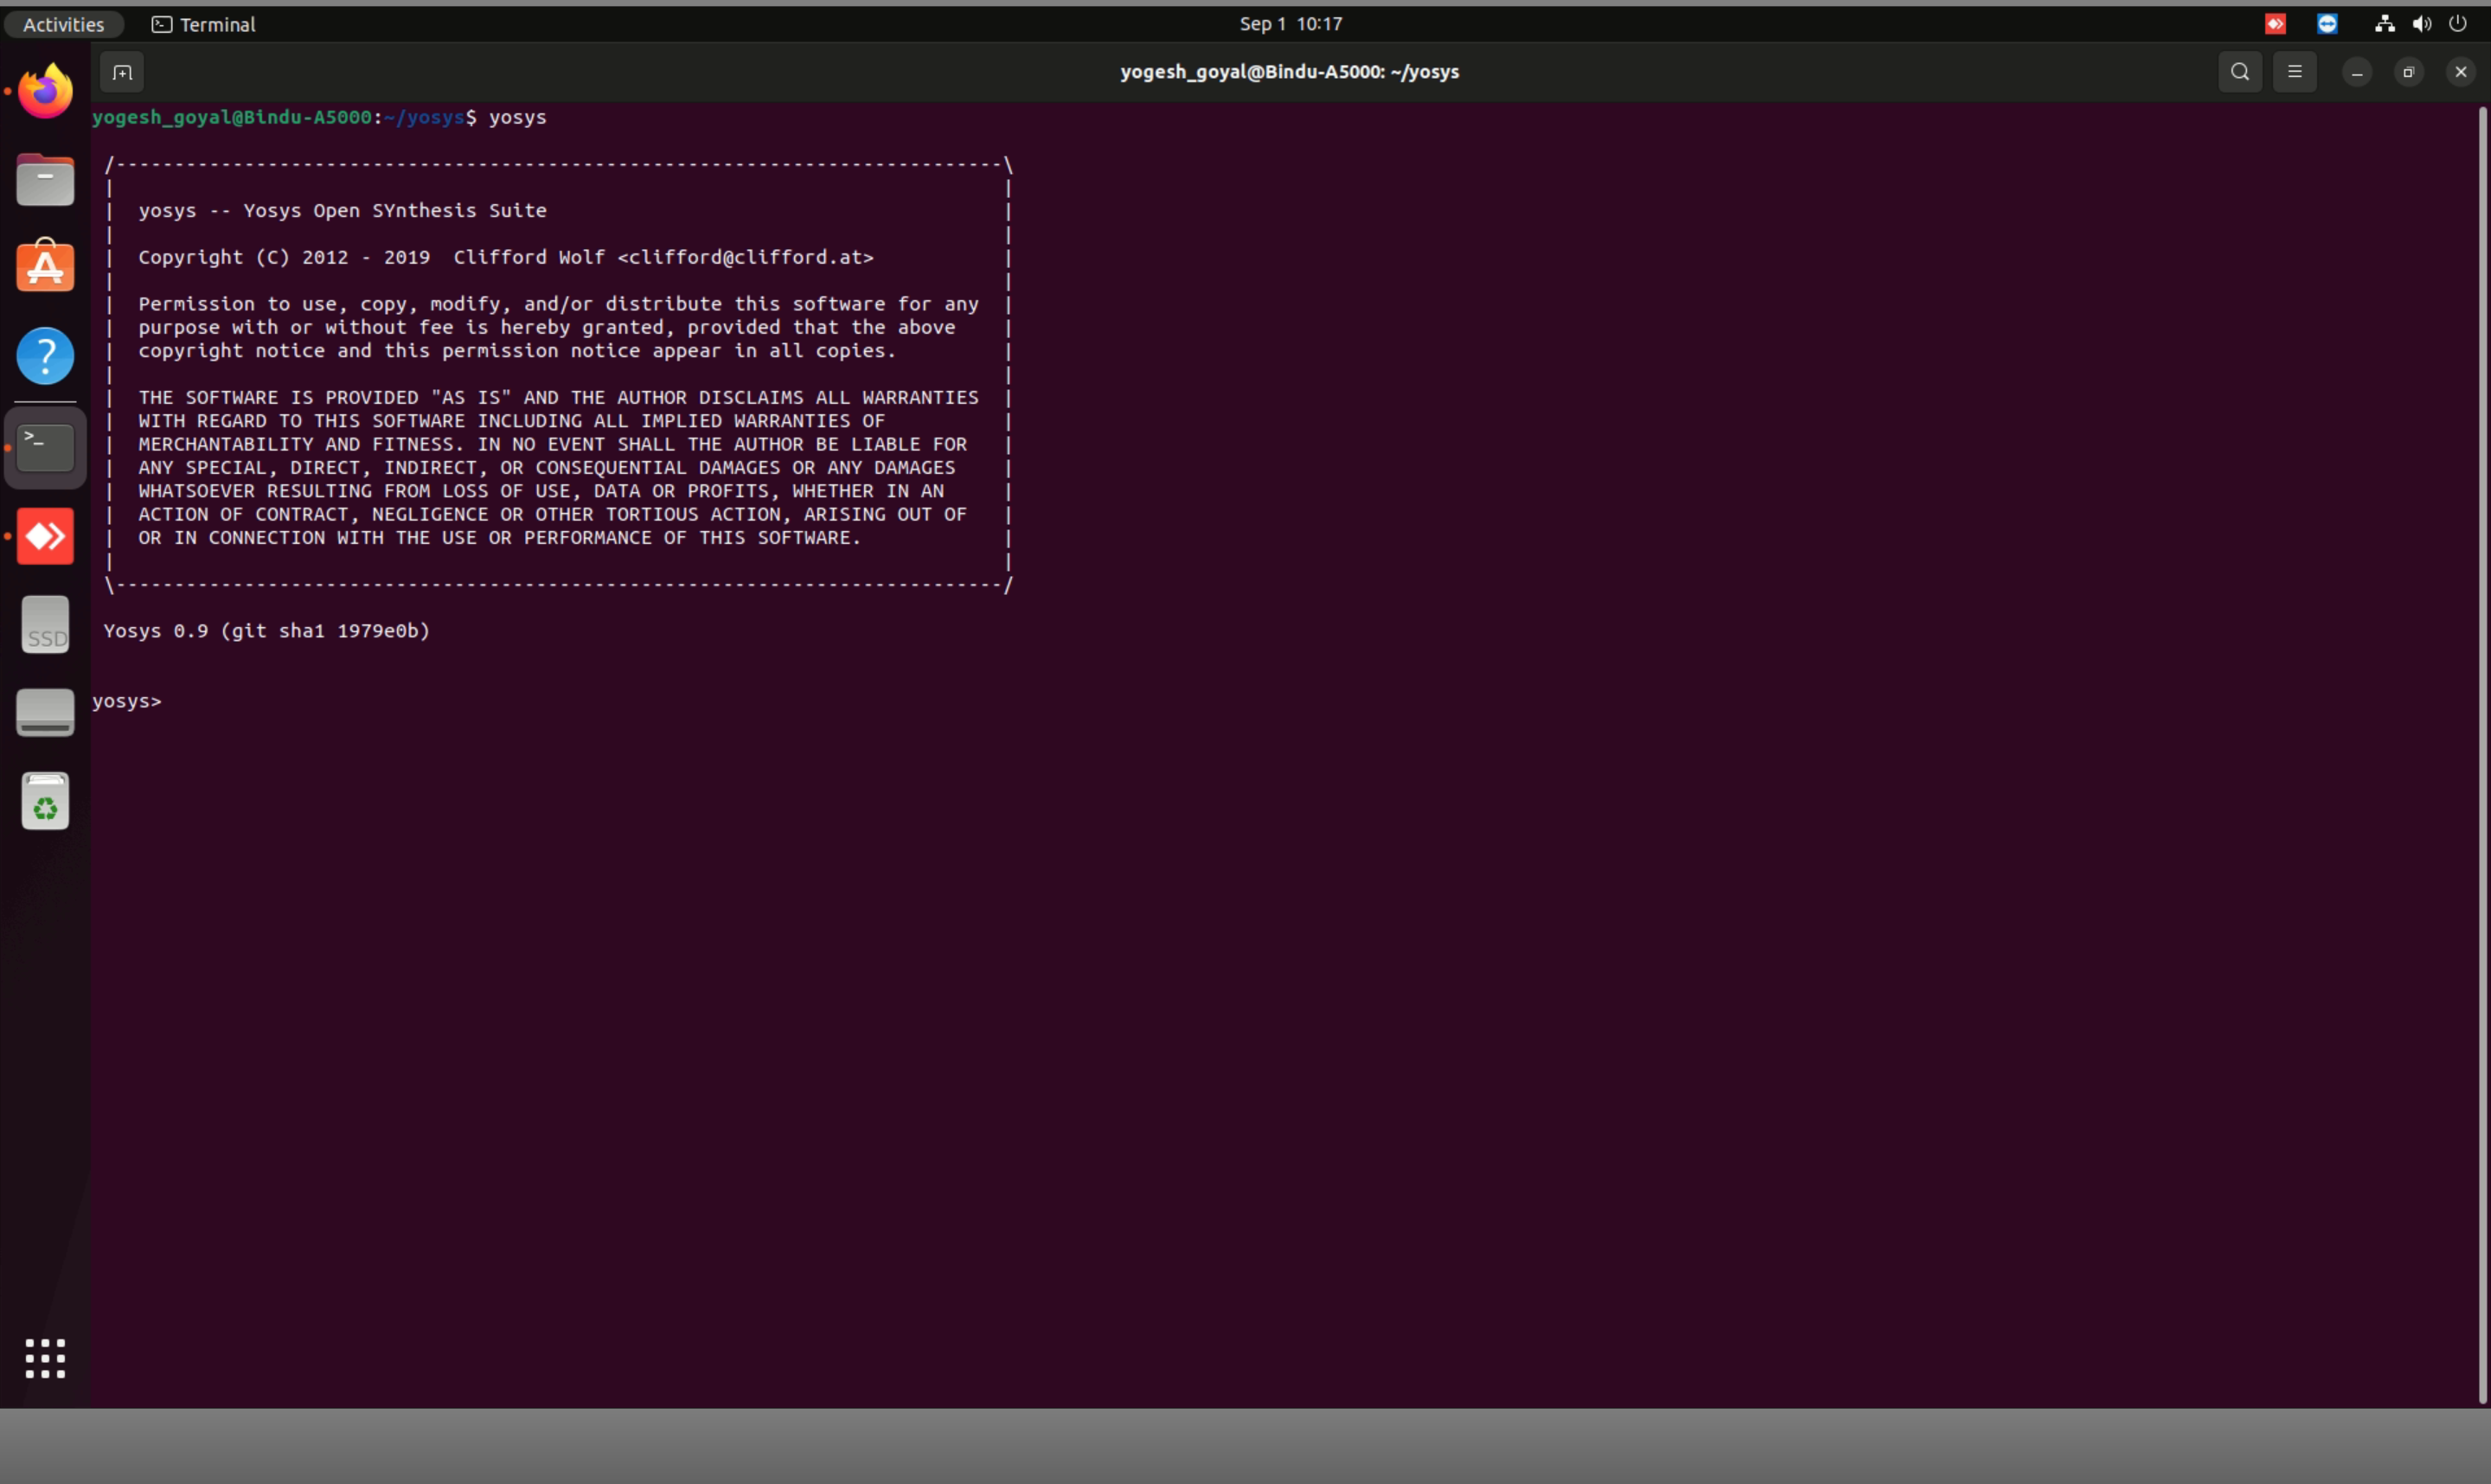 Activities Terminal Sep 1 10:17
yogesh_goyal@Bindu-A5000: ~/yosys
yogesh_goyal@Bindu-A5000:~/yosys$ yosys
/----------------------------------------------------------------------------\
| |
| yosys -- Yosys Open SYnthesis Suite |
| |
| Copyright (C) 2012 - 2019 Clifford Wolf <clifford@clifford.at> |
| |
| Permission to use, copy, modify, and/or distribute this software for any |
| purpose with or without fee is hereby granted, provided that the above |
| copyright notice and this permission notice appear in all copies. |
| |
| THE SOFTWARE IS PROVIDED "AS IS" AND THE AUTHOR DISCLAIMS ALL WARRANTIES |
| WITH REGARD TO THIS SOFTWARE INCLUDING ALL IMPLIED WARRANTIES OF |
| MERCHANTABILITY AND FITNESS. IN NO EVENT SHALL THE AUTHOR BE LIABLE FOR |
| ANY SPECIAL, DIRECT, INDIRECT, OR CONSEQUENTIAL DAMAGES OR ANY DAMAGES |
| WHATSOEVER RESULTING FROM LOSS OF USE, DATA OR PROFITS, WHETHER IN AN |
| ACTION OF CONTRACT, NEGLIGENCE OR OTHER TORTIOUS ACTION, ARISING OUT OF |
| OR IN CONNECTION WITH THE USE OR PERFORMANCE OF THIS SOFTWARE. |
| |
\----------------------------------------------------------------------------/
SSD
Yosys 0.9 (git sha1 1979e0b)
yosys>